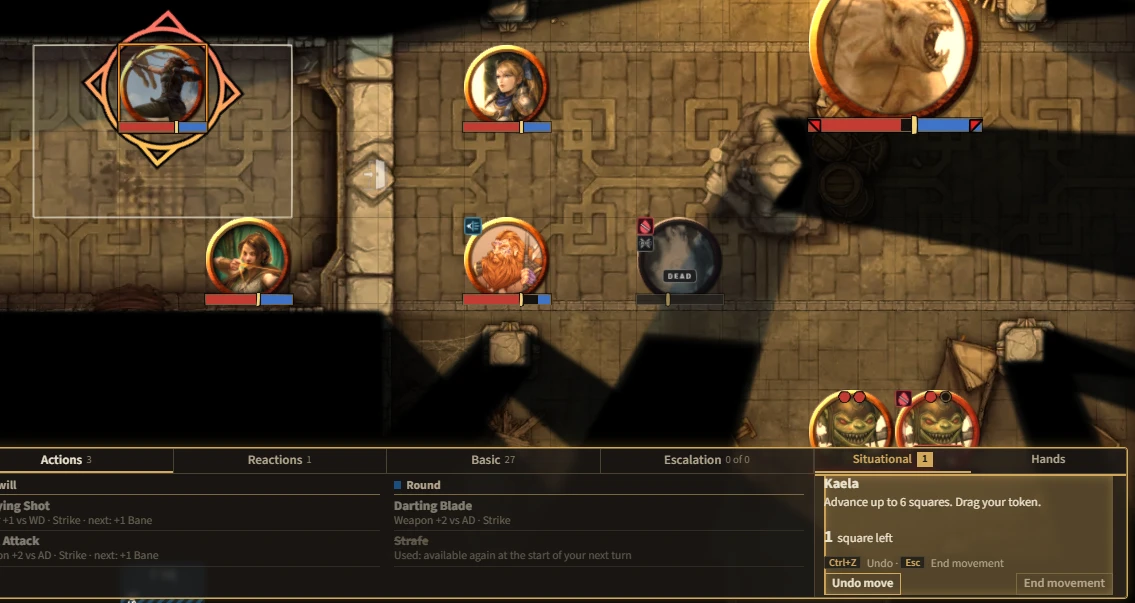 DEAD
Actions 3
Reactions 1
Basic 27
Escalation 0 of 0
Situational 1
Hands
will
Round
Kaela
ying Shot
Darting Blade
Advance up to 6 squares. Drag your token.
+1 vs WD · Strike · next: +1 Bane
Weapon +2 vs AD · Strike
Attack
Strafe
1 square left
on +2 vs AD · Strike · next: +1 Bane
Used: available again at the start of your next turn
Ctrl+Z Undo · Esc End movement
Undo move
End movement